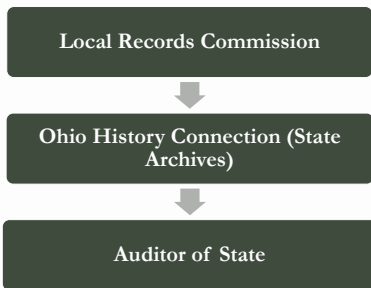 Local Records Commission
Ohio History Connection (State
Archives)
Auditor of State